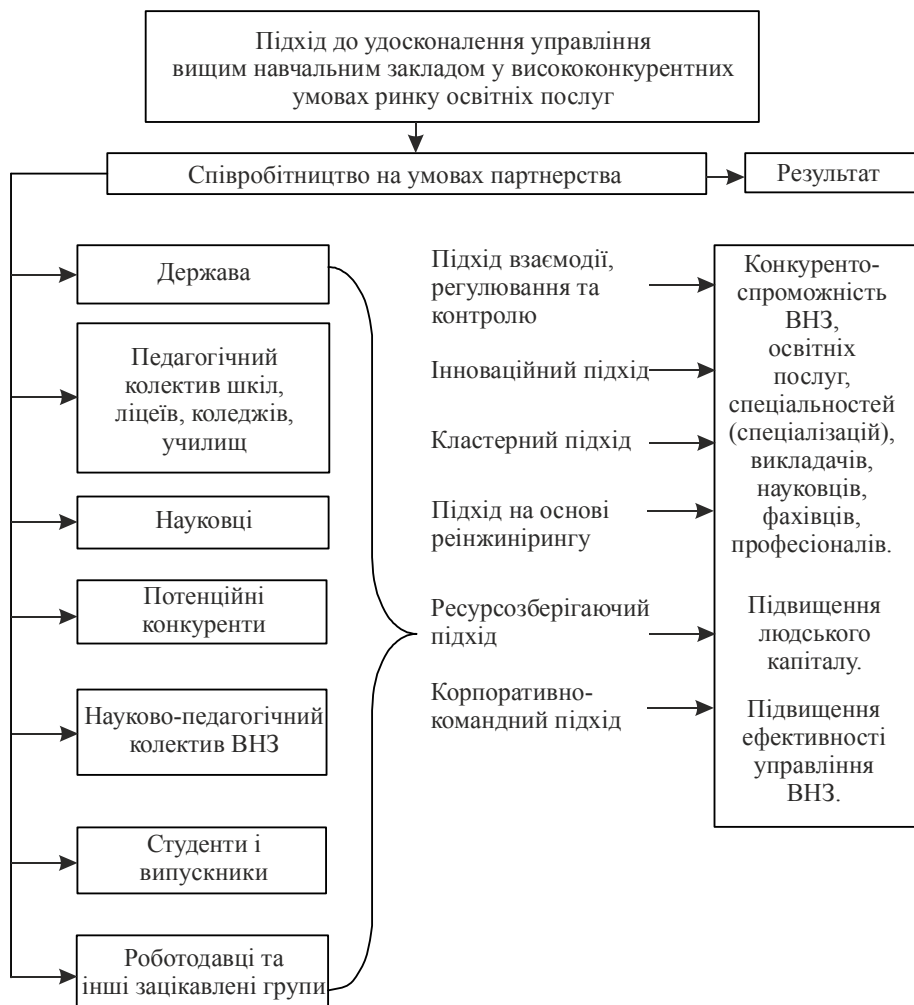 Підхід до удосконалення управління
вищим навчальним закладом у висококонкурентних
умовах ринку освітніх послуг
Співробітництво на умовах партнерства
Результат
Держава
Педагогічний
колектив шкіл,
ліцеїв, коледжів,
училищ
Науковці
Потенційні
конкуренти
Науково-педагогічний
колектив ВНЗ
Студенти і
випускники
Роботодавці та
інші зацікавлені групи
Підхід взаємодії,
регулювання та
контролю
Інноваційний підхід
Кластерний підхід
Підхід на основі
реінжинірингу
Ресурсозберігаючий
підхід
Корпоративно-
командний підхід
Конкуренто-
спроможність
ВНЗ,
освітніх
послуг,
спеціальностей
(спеціалізацій),
викладачів,
науковців,
фахівців,
професіоналів.
Підвищення
людського
капіталу.
Підвищення
ефективності
управління
ВНЗ.